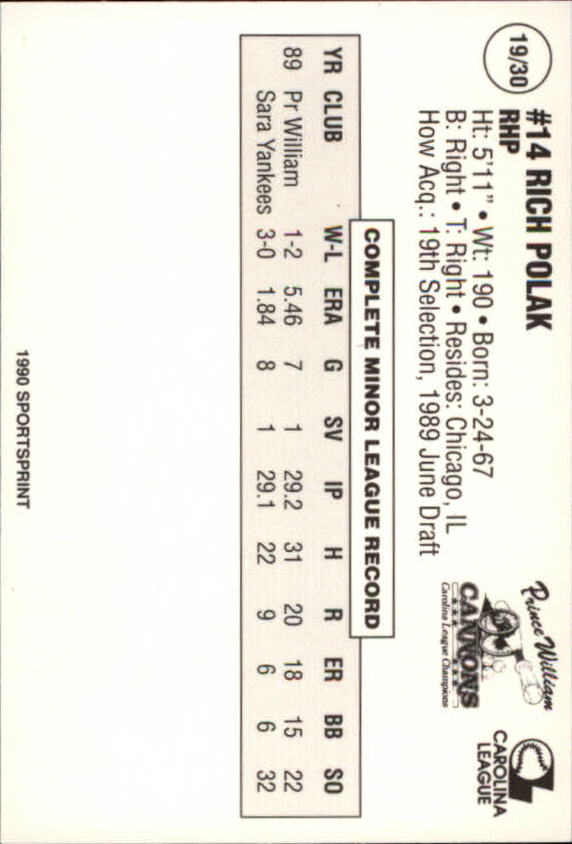 19/30
#14 RICH POLAK
RHP
Ht: 5'11" • Wt: 190 • Born: 3-24-67
B: Right • T: Right • Resides: Chicago, IL
How Acq.: 19th Selection, 1989 June Draft
Prince William
CANNONS
Carolina League Champions
CAROLINA
LEAGUE
COMPLETE MINOR LEAGUE RECORD
YR CLUB W-L ERA G SV IP H R ER BB SO
89 Pr William 1-2 5.46 7 1 29.2 31 20 18 15 22
Sara Yankees 3-0 1.84 8 1 29.1 22 9 6 6 32
1990 SPORTSPRINT